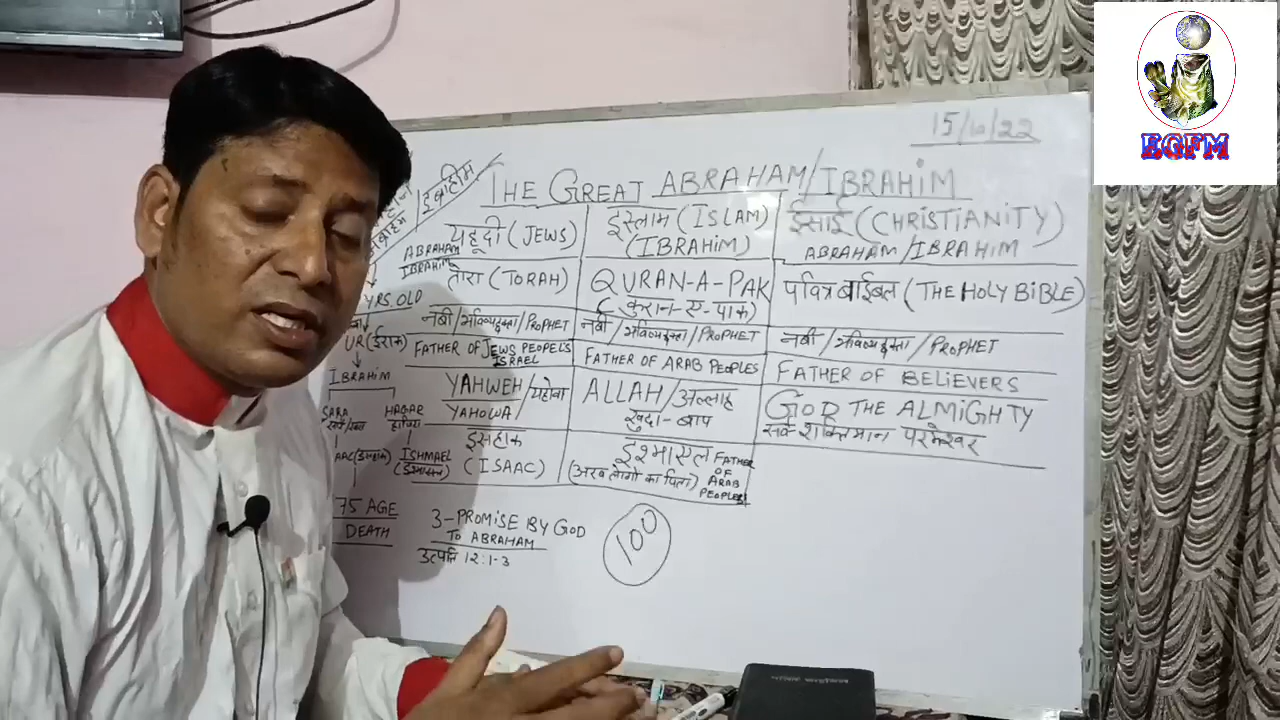 EGFM
15/10/22
THE GREAT ABRAHAM/IBRAHIM
इब्राहीम
यहूदी (JEWS)
ABRAHAM
IBRAHIM
इस्लाम (ISLAM)
(IBRAHIM)
ईसाई (CHRISTIANITY)
ABRAHAM/IBRAHIM
तोरा (TORAH)
QURAN-A-PAK
(कुरान-ए-पाक)
पवित्र बाईबल (THE HOLY BIBLE)
नबी/भविष्यद्वक्ता/PROPHET
नबी/भविष्यद्वक्ता/PROPHET
नबी/भविष्यद्वक्ता/PROPHET
FATHER OF JEWS PEOPEL'S
ISRAEL
FATHER OF ARAB PEOPLES
FATHER OF BELIEVERS
YAHWEH/यहोवा
YAHOWA
ALLAH/अल्लाह
खुदा-बाप
GOD THE ALMIGHTY
सर्व शक्तिमान परमेश्वर
इसहाक
(ISAAC)
इश्माएल FATHER
OF
ARAB
PEOPLES
(अरब लोगो का पिता)
YRS OLD
UR (ईराक)
IBRAHIM
SARA
HAGAR
ISHMAEL
75 AGE
DEATH
3-PROMISE BY GOD
TO ABRAHAM
उत्पत्ति 12:1-3
100